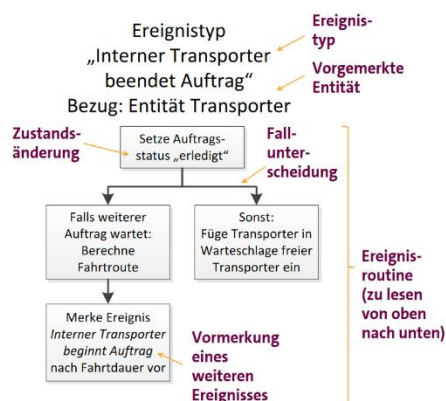 Ereignistyp
„Interner Transporter
beendet Auftrag“
Bezug: Entität Transporter
Ereignis-
typ
Vorgemerkte
Entität
Zustands-
änderung
Setze Auftrags-
status „erledigt“
Fall-
unter-
scheidung
Falls weiterer
Auftrag wartet:
Berechne
Fahrtroute
Sonst:
Füge Transporter in
Warteschlage freier
Transporter ein
Ereignis-
routine
(zu lesen
von oben
nach unten)
Merke Ereignis
Interner Transporter
beginnt Auftrag
nach Fahrtdauer vor
Vormerkung
eines
weiteren
Ereignisses